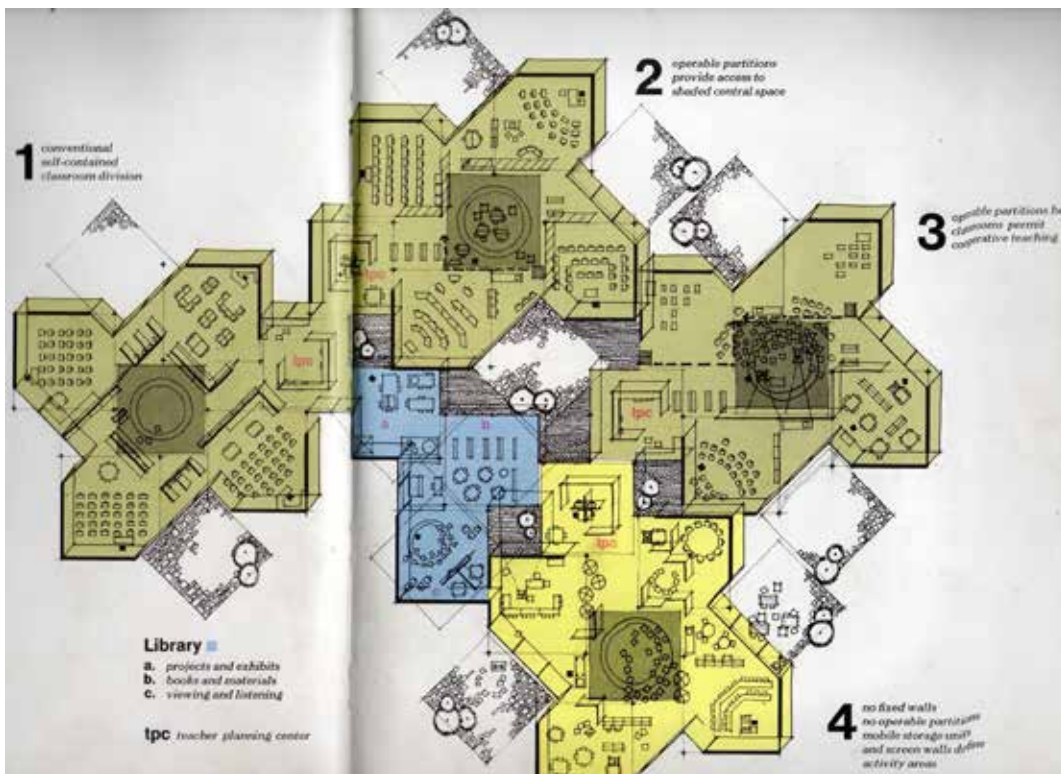 1 conventional
self-contained
classroom division
2 operable partitions
provide access to
shaded central space
3 operable partitions
classrooms permit
cooperative teaching
tpc
tpc
tpc
a
b
tpc
Library
a. projects and exhibits
b. books and materials
c. viewing and listening
tpc teacher planning center
4 no fixed walls
no operable partitions
mobile storage units
and screen walls define
activity areas